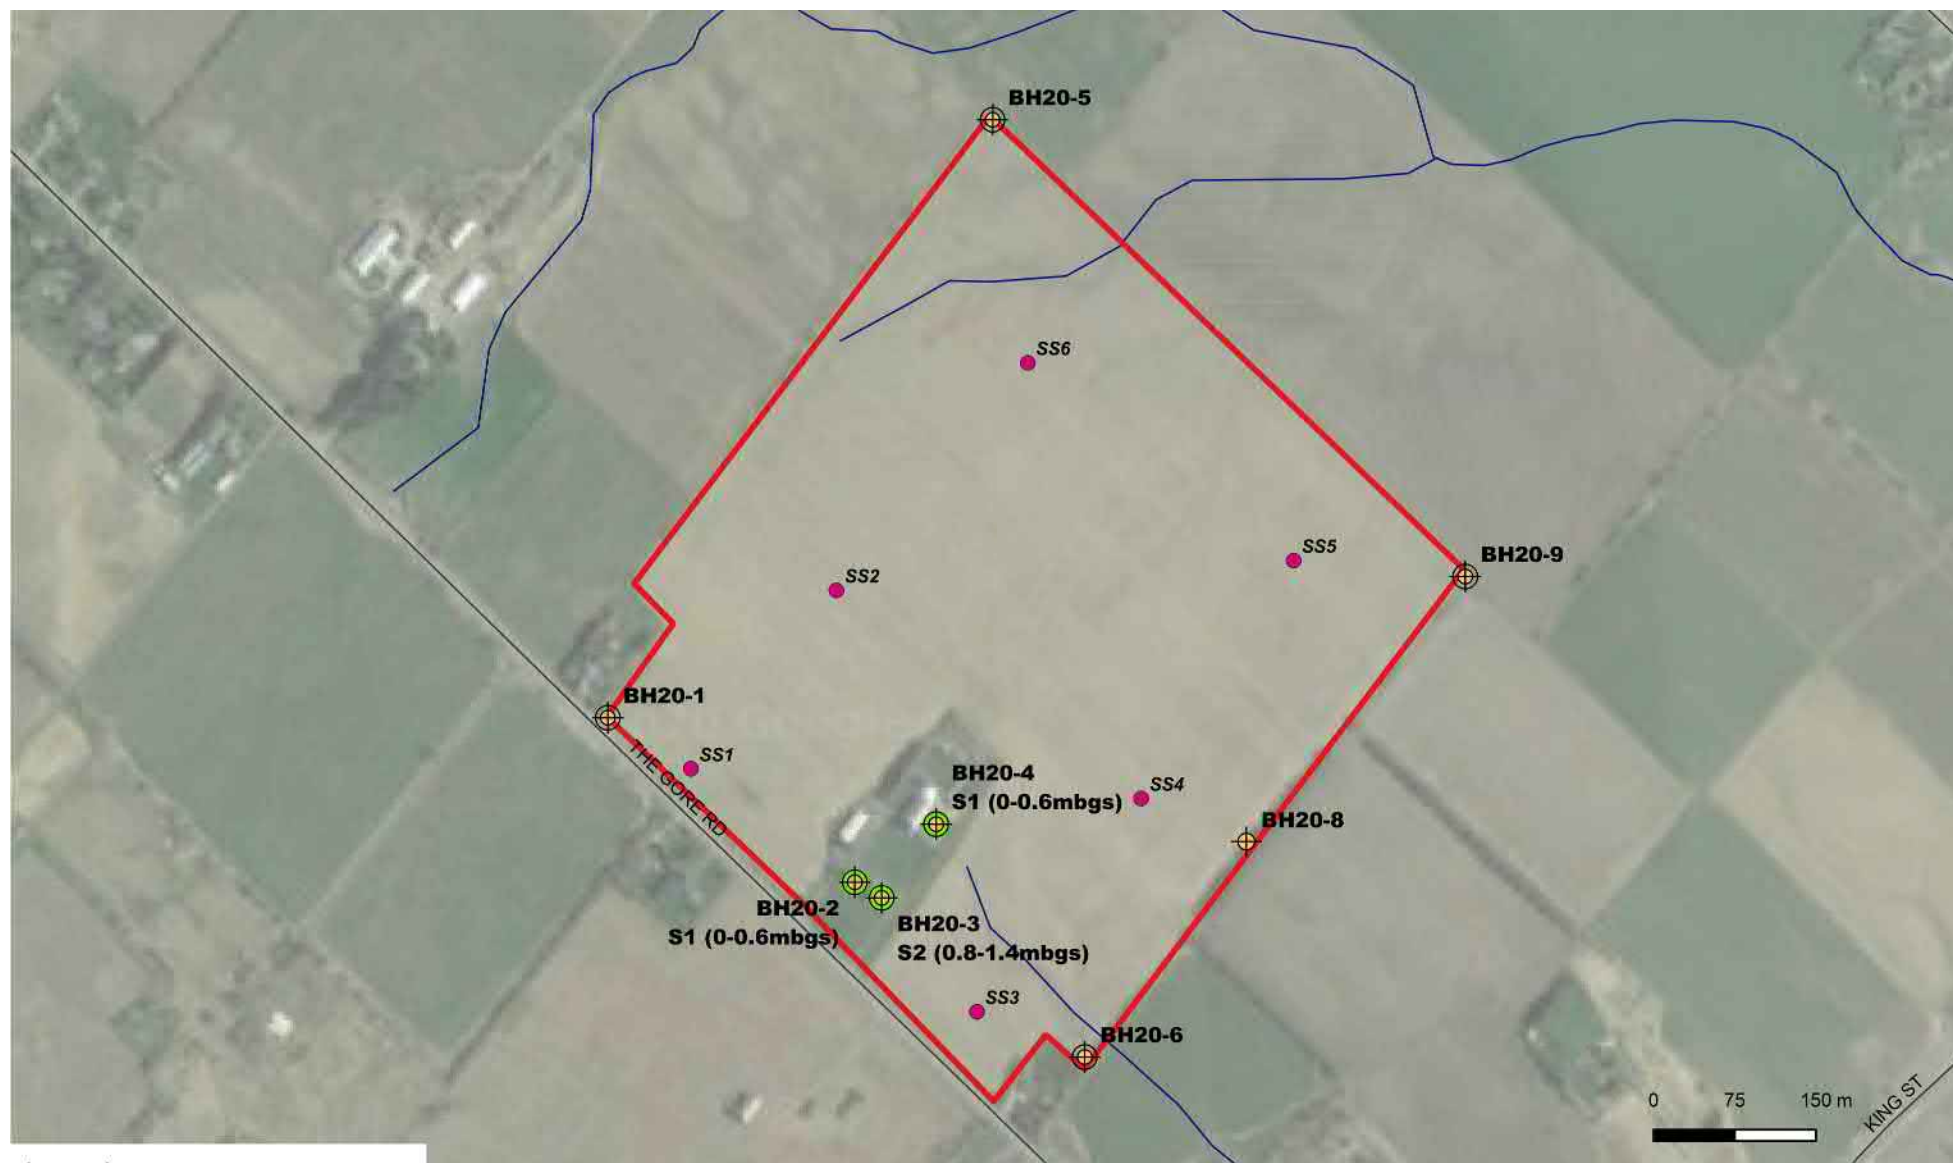 BH20-5
SS6
SS5
BH20-9
SS2
BH20-1
SS1
THE GORE RD
BH20-4
S1 (0-0.6mbgs)
SS4
BH20-8
BH20-2
S1 (0-0.6mbgs)
BH20-3
S2 (0.8-1.4mbgs)
SS3
BH20-6
0 75 150 m
KING ST